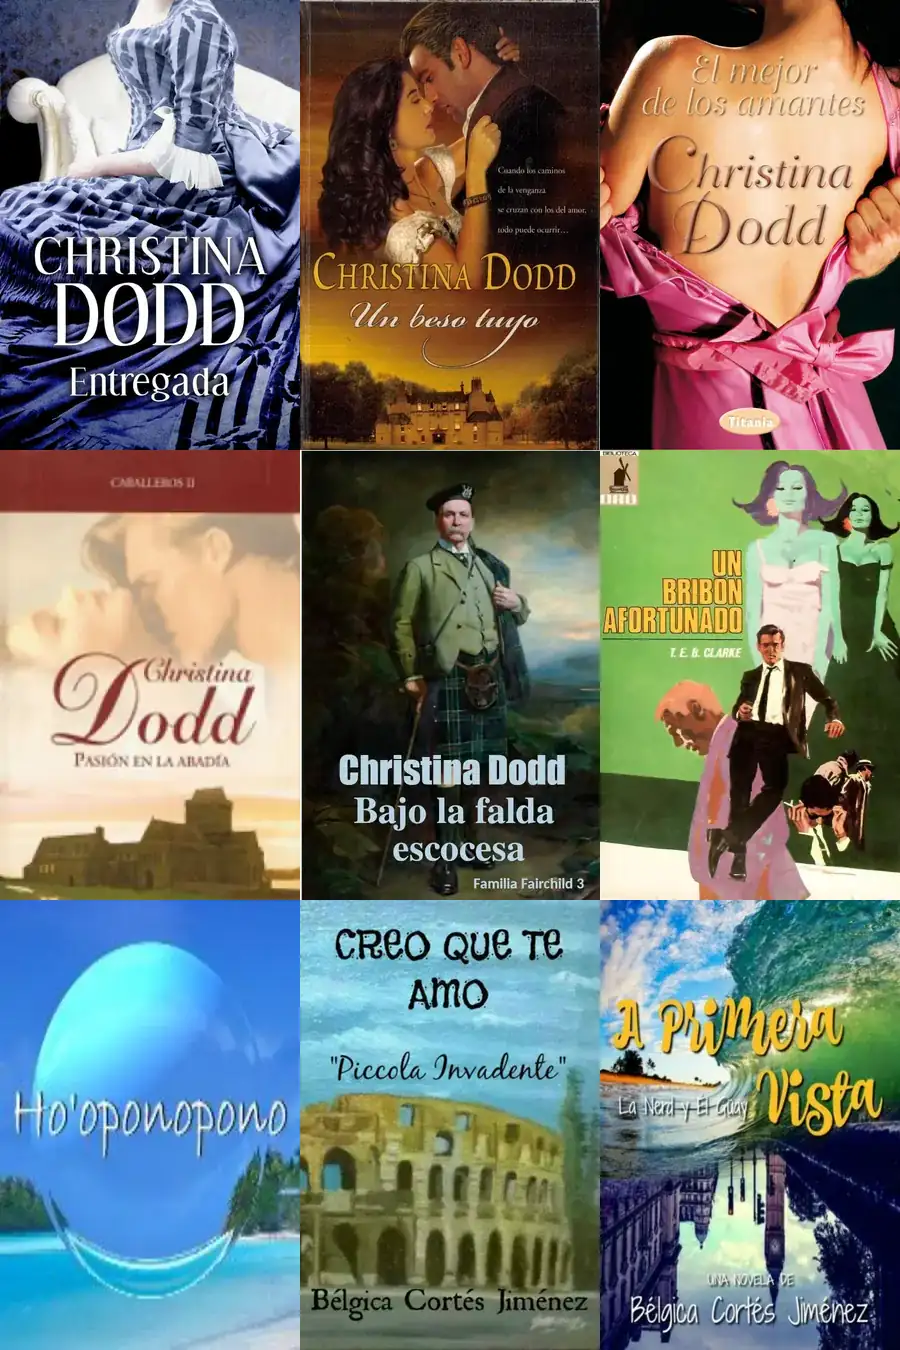 CHRISTINA
DODD
Entregada
Cuando los caminos
de la venganza
se cruzan con los del amor,
todo puede ocurrir...
CHRISTINA DODD
Un beso tuyo
El mejor
de los amantes
Christina
Dodd
Titania
CABALLEROS II
Christina
Dodd
PASIÓN EN LA ABADÍA
Christina Dodd
Bajo la falda
escocesa
Familia Fairchild 3
BIBLIOTECA
ORO
UN
BRIBON
AFORTUNADO
T. E. B. CLARKE
Ho'oponopono
CREO QUE TE
AMO
"Piccola Invadente"
Bélgica Cortés Jiménez
A Primera
Vista
La Nerd y El Guay
UNA NOVELA DE
Bélgica Cortés Jiménez